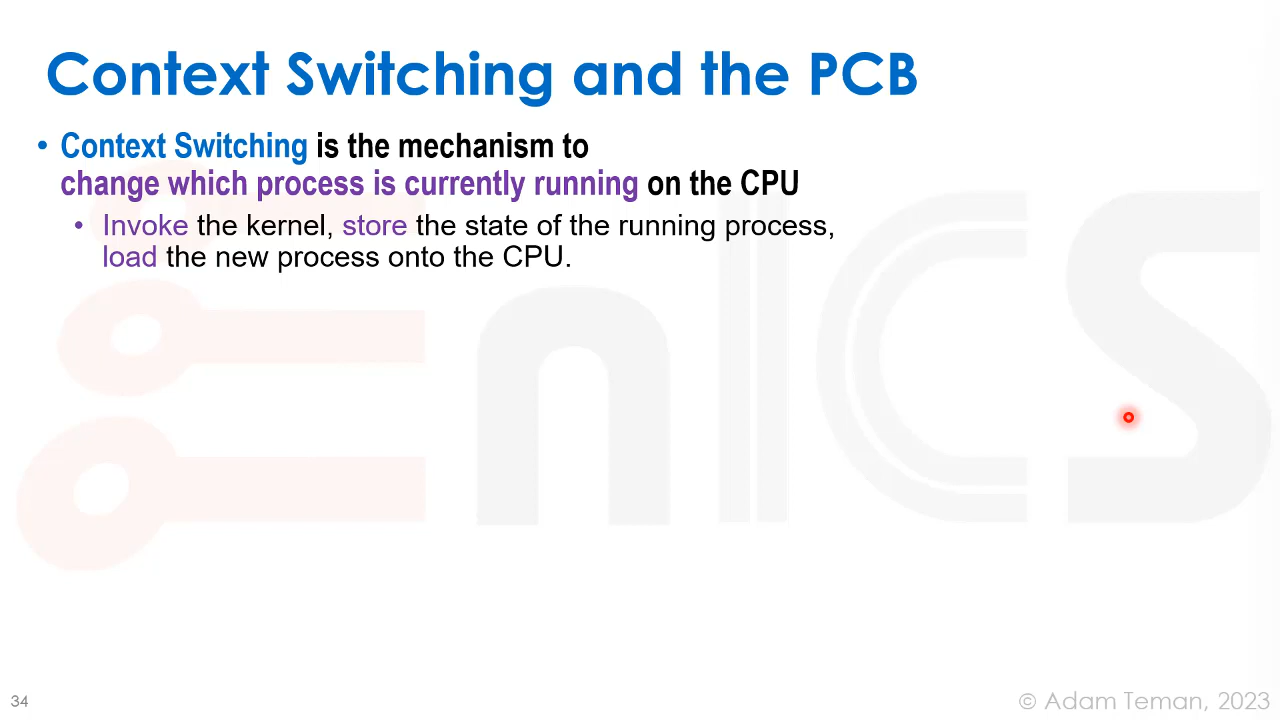 Context Switching and the PCB
• Context Switching is the mechanism to
change which process is currently running on the CPU
• Invoke the kernel, store the state of the running process,
load the new process onto the CPU.
enICS
34
© Adam Teman, 2023